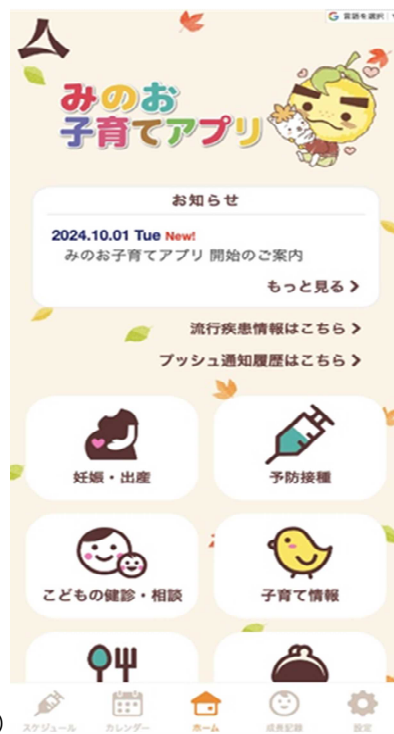 言語を選択
みのお
子育てアプリ
お知らせ
2024.10.01 Tue New!
みのお子育てアプリ 開始のご案内
もっと見る
流行疾患情報はこちら
プッシュ通知履歴はこちら
妊娠・出産
予防接種
こどもの健診・相談
子育て情報
)
スケジュール
カレンダー
ホーム
成長記録
設定